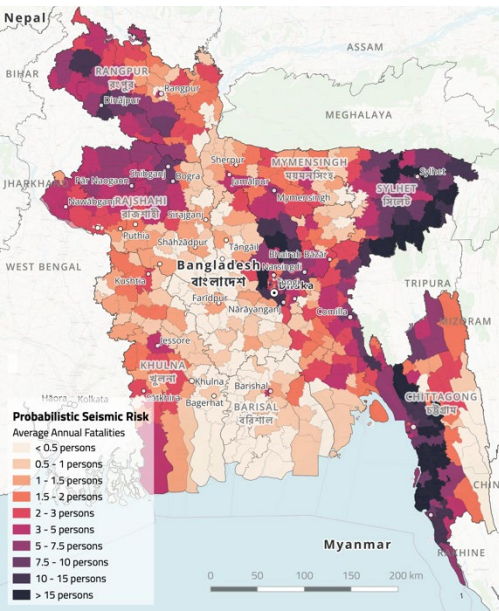 Nepal
ASSAM
BIHAR
RANGPUR
রংপুর
Rangpur
Dinajpur
MEGHALAYA
Sherpur
MYMENSINGH
ময়মনসিংহ
Sylhet
JHARKHAND
Par Naogaon
Shibganj
Bogra
Jamalpur
SYLHET
সিলেট
Nawabganj
RAJSHAHI
রাজশাহী
Sirajganj
Mymensingh
Puthia
Shāhzādpur
Tāngāil
Bhairab Bazar
WEST BENGAL
Bangladesh
বাংলাদেশ
Narsingdi
Dhaka
TRIPURA
Kushtia
Faridpur
Nārāyanganj
Comilla
MIZORAM
Jessore
KHULNA
খুলনা
Khulna
Barishal
CHITTAGONG
চট্টগ্রাম
Hāora
Kolkata
Satkhira
Bagerhat
BARISAL
বরিশাল
Probabilistic Seismic Risk
Average Annual Fatalities
< 0.5 persons
0.5 - 1 persons
1 - 1.5 persons
1.5 - 2 persons
2 - 3 persons
3 - 5 persons
5 - 7.5 persons
7.5 - 10 persons
10 - 15 persons
> 15 persons
CHIN
Myanmar
RAKHINE
0 50 100 150 200 km